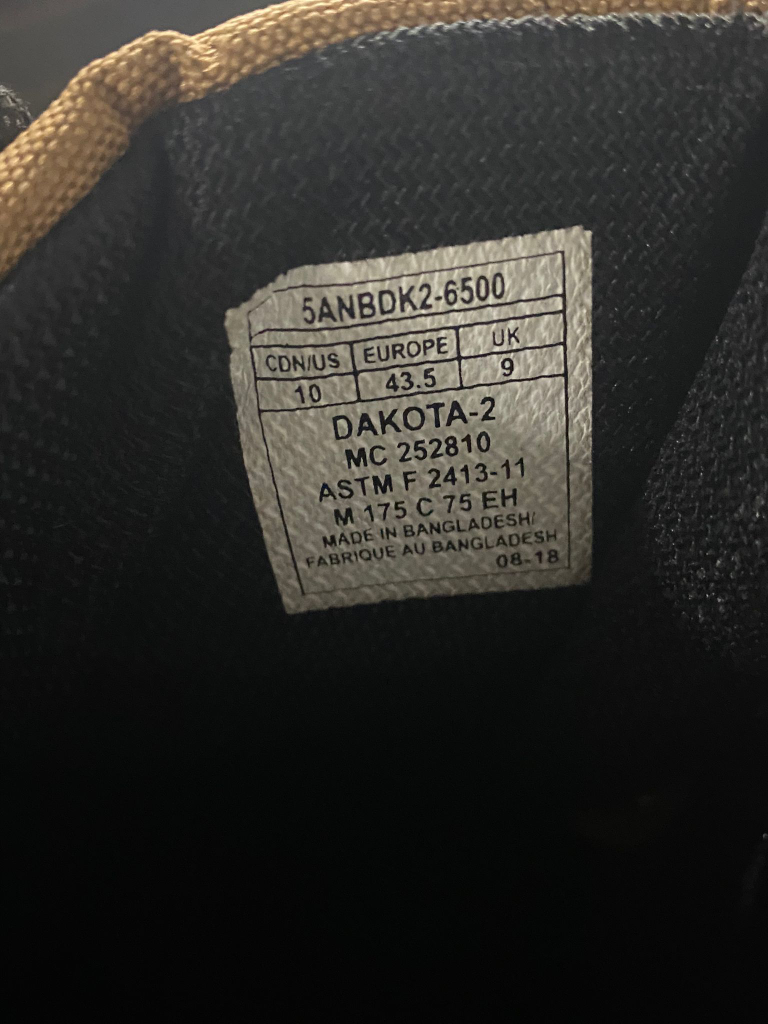 5ANBDK2-6500
CDN/US EUROPE UK
10 43.5 9
DAKOTA-2
MC 252810
ASTM F 2413-11
M 175 C 75 EH
MADE IN BANGLADESH/
FABRIQUE AU BANGLADESH
08-18